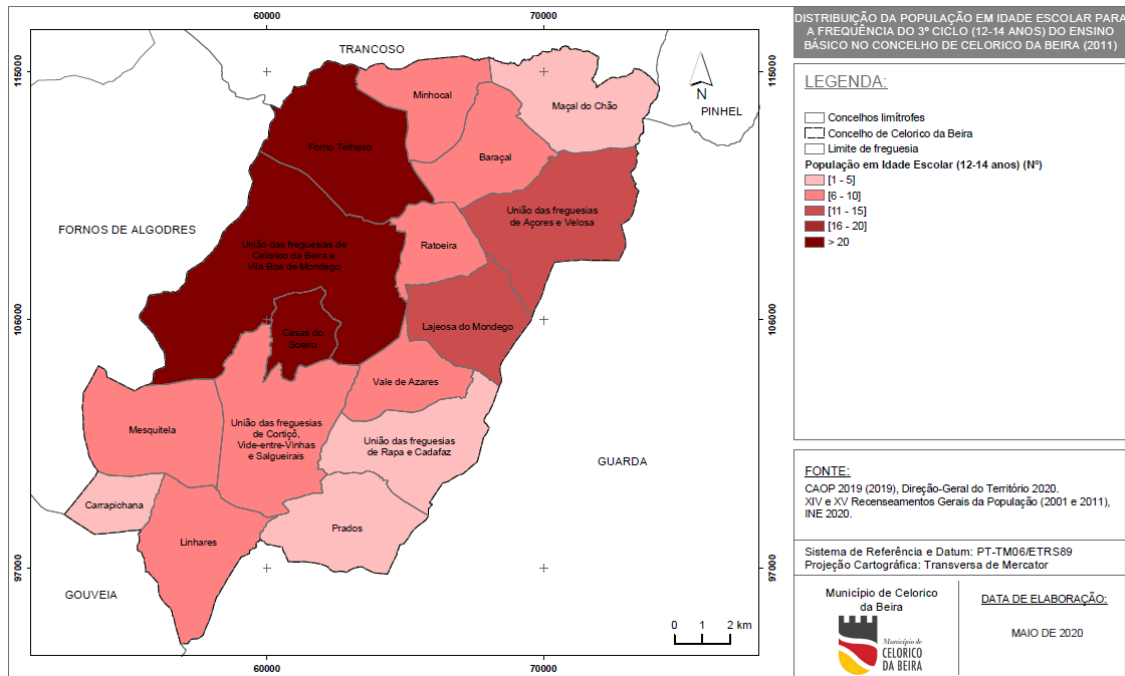 60000
70000
DISTRIBUIÇÃO DA POPULAÇÃO EM IDADE ESCOLAR PARA
A FREQUÊNCIA DO 3º CICLO (12-14 ANOS) DO ENSINO
BÁSICO NO CONCELHO DE CELORICO DA BEIRA (2011)
TRANCOSO
N
PINHEL
115000
115000
Minhocal
Maçal do Chão
Forno Telheiro
Baraçal
União das freguesias
de Açores e Velosa
FORNOS DE ALGODRES
Ratoeira
União das freguesias de
Celorico da Beira e
Vila Boa do Mondego
106000
106000
Casas do
Soeiro
Lajeosa do Mondego
Vale de Azares
Mesquitela
União das freguesias
de Cortiçô,
Vide-entre-Vinhas
e Salgueirais
União das freguesias
de Rapa e Cadafaz
GUARDA
Carrapichana
Prados
Linhares
97000
97000
GOUVEIA
0 1 2 km
60000
70000
LEGENDA:
Concelhos limítrofes
Concelho de Celorico da Beira
Limite de freguesia
População em Idade Escolar (12-14 anos) (Nº)
[1 - 5]
[6 - 10]
[11 - 15]
[16 - 20]
> 20
FONTE:
CAOP 2019 (2019), Direção-Geral do Território 2020.
XIV e XV Recenseamentos Gerais da População (2001 e 2011),
INE 2020.
Sistema de Referência e Datum: PT-TM06/ETRS89
Projeção Cartográfica: Transversa de Mercator
Município de Celorico
da Beira
Município de
CELORICO
DA BEIRA
DATA DE ELABORAÇÃO:
MAIO DE 2020